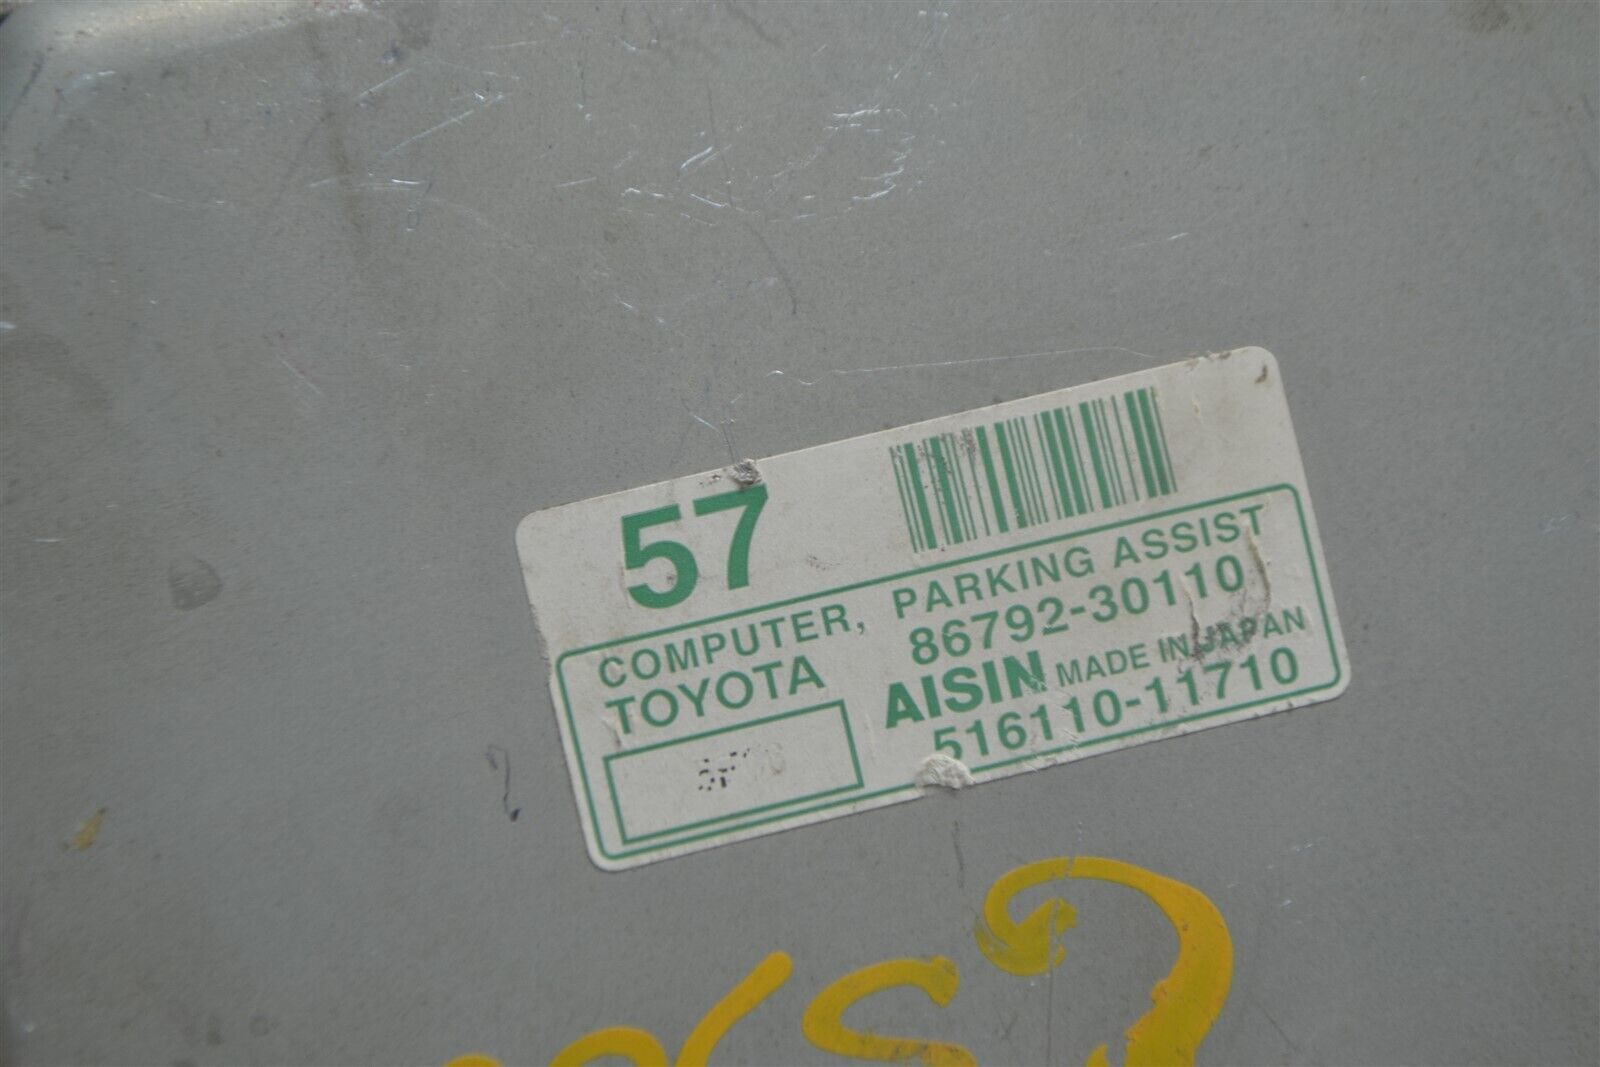 57
COMPUTER, PARKING ASSIST
TOYOTA 86792-30110
AISIN MADE IN JAPAN
516110-11710